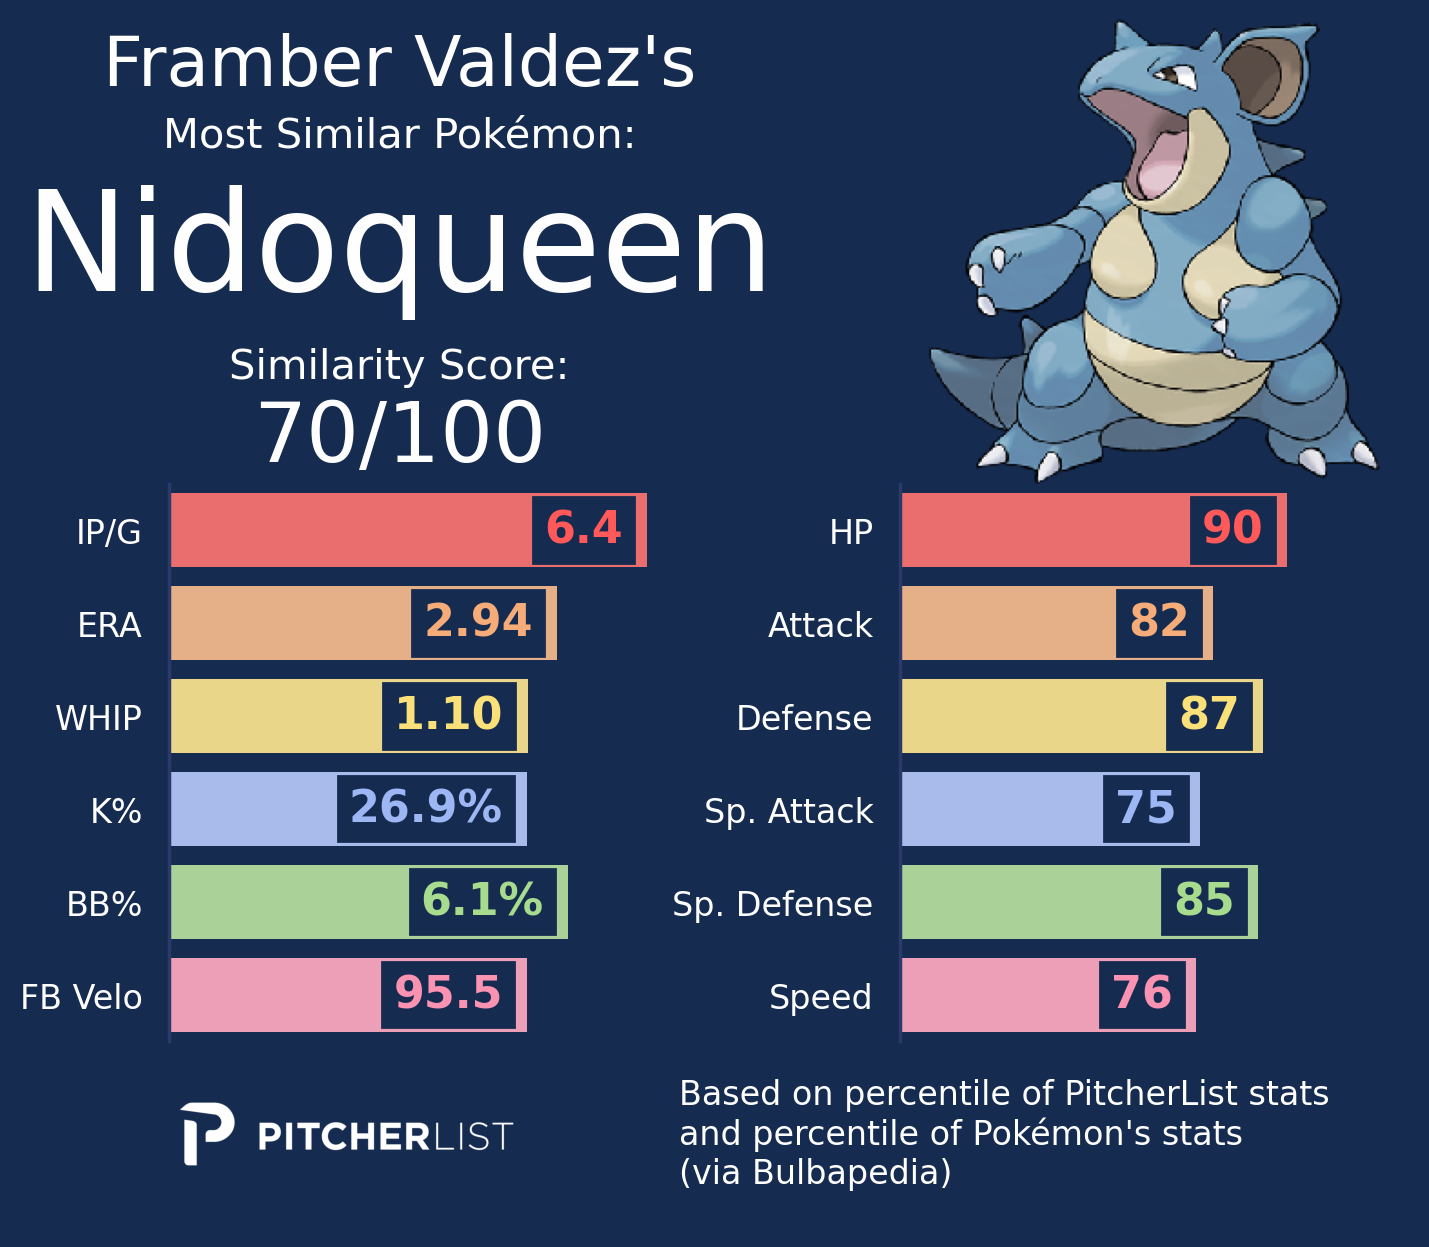 Framber Valdez's
Most Similar Pokémon:
Nidoqueen
Similarity Score:
70/100
IP/G 6.4
ERA 2.94
WHIP 1.10
K% 26.9%
BB% 6.1%
FB Velo 95.5
HP 90
Attack 82
Defense 87
Sp. Attack 75
Sp. Defense 85
Speed 76
PITCHERLIST
Based on percentile of PitcherList stats
and percentile of Pokémon's stats
(via Bulbapedia)